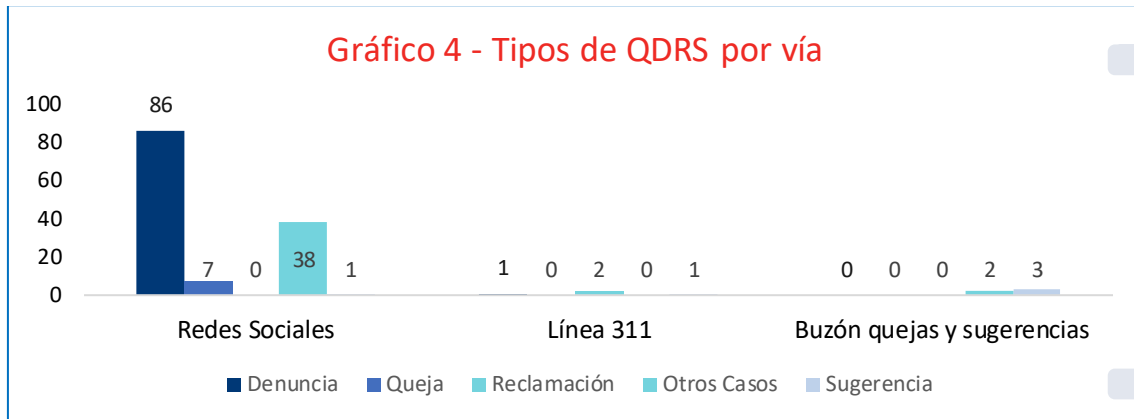 Gráfico 4 - Tipos de QDRS por vía
100
80
60
40
20
0
86
7
0
38
1
1
0
2
0
1
0
0
0
2
3
Redes Sociales
Línea 311
Buzón quejas y sugerencias
Denuncia
Queja
Reclamación
Otros Casos
Sugerencia